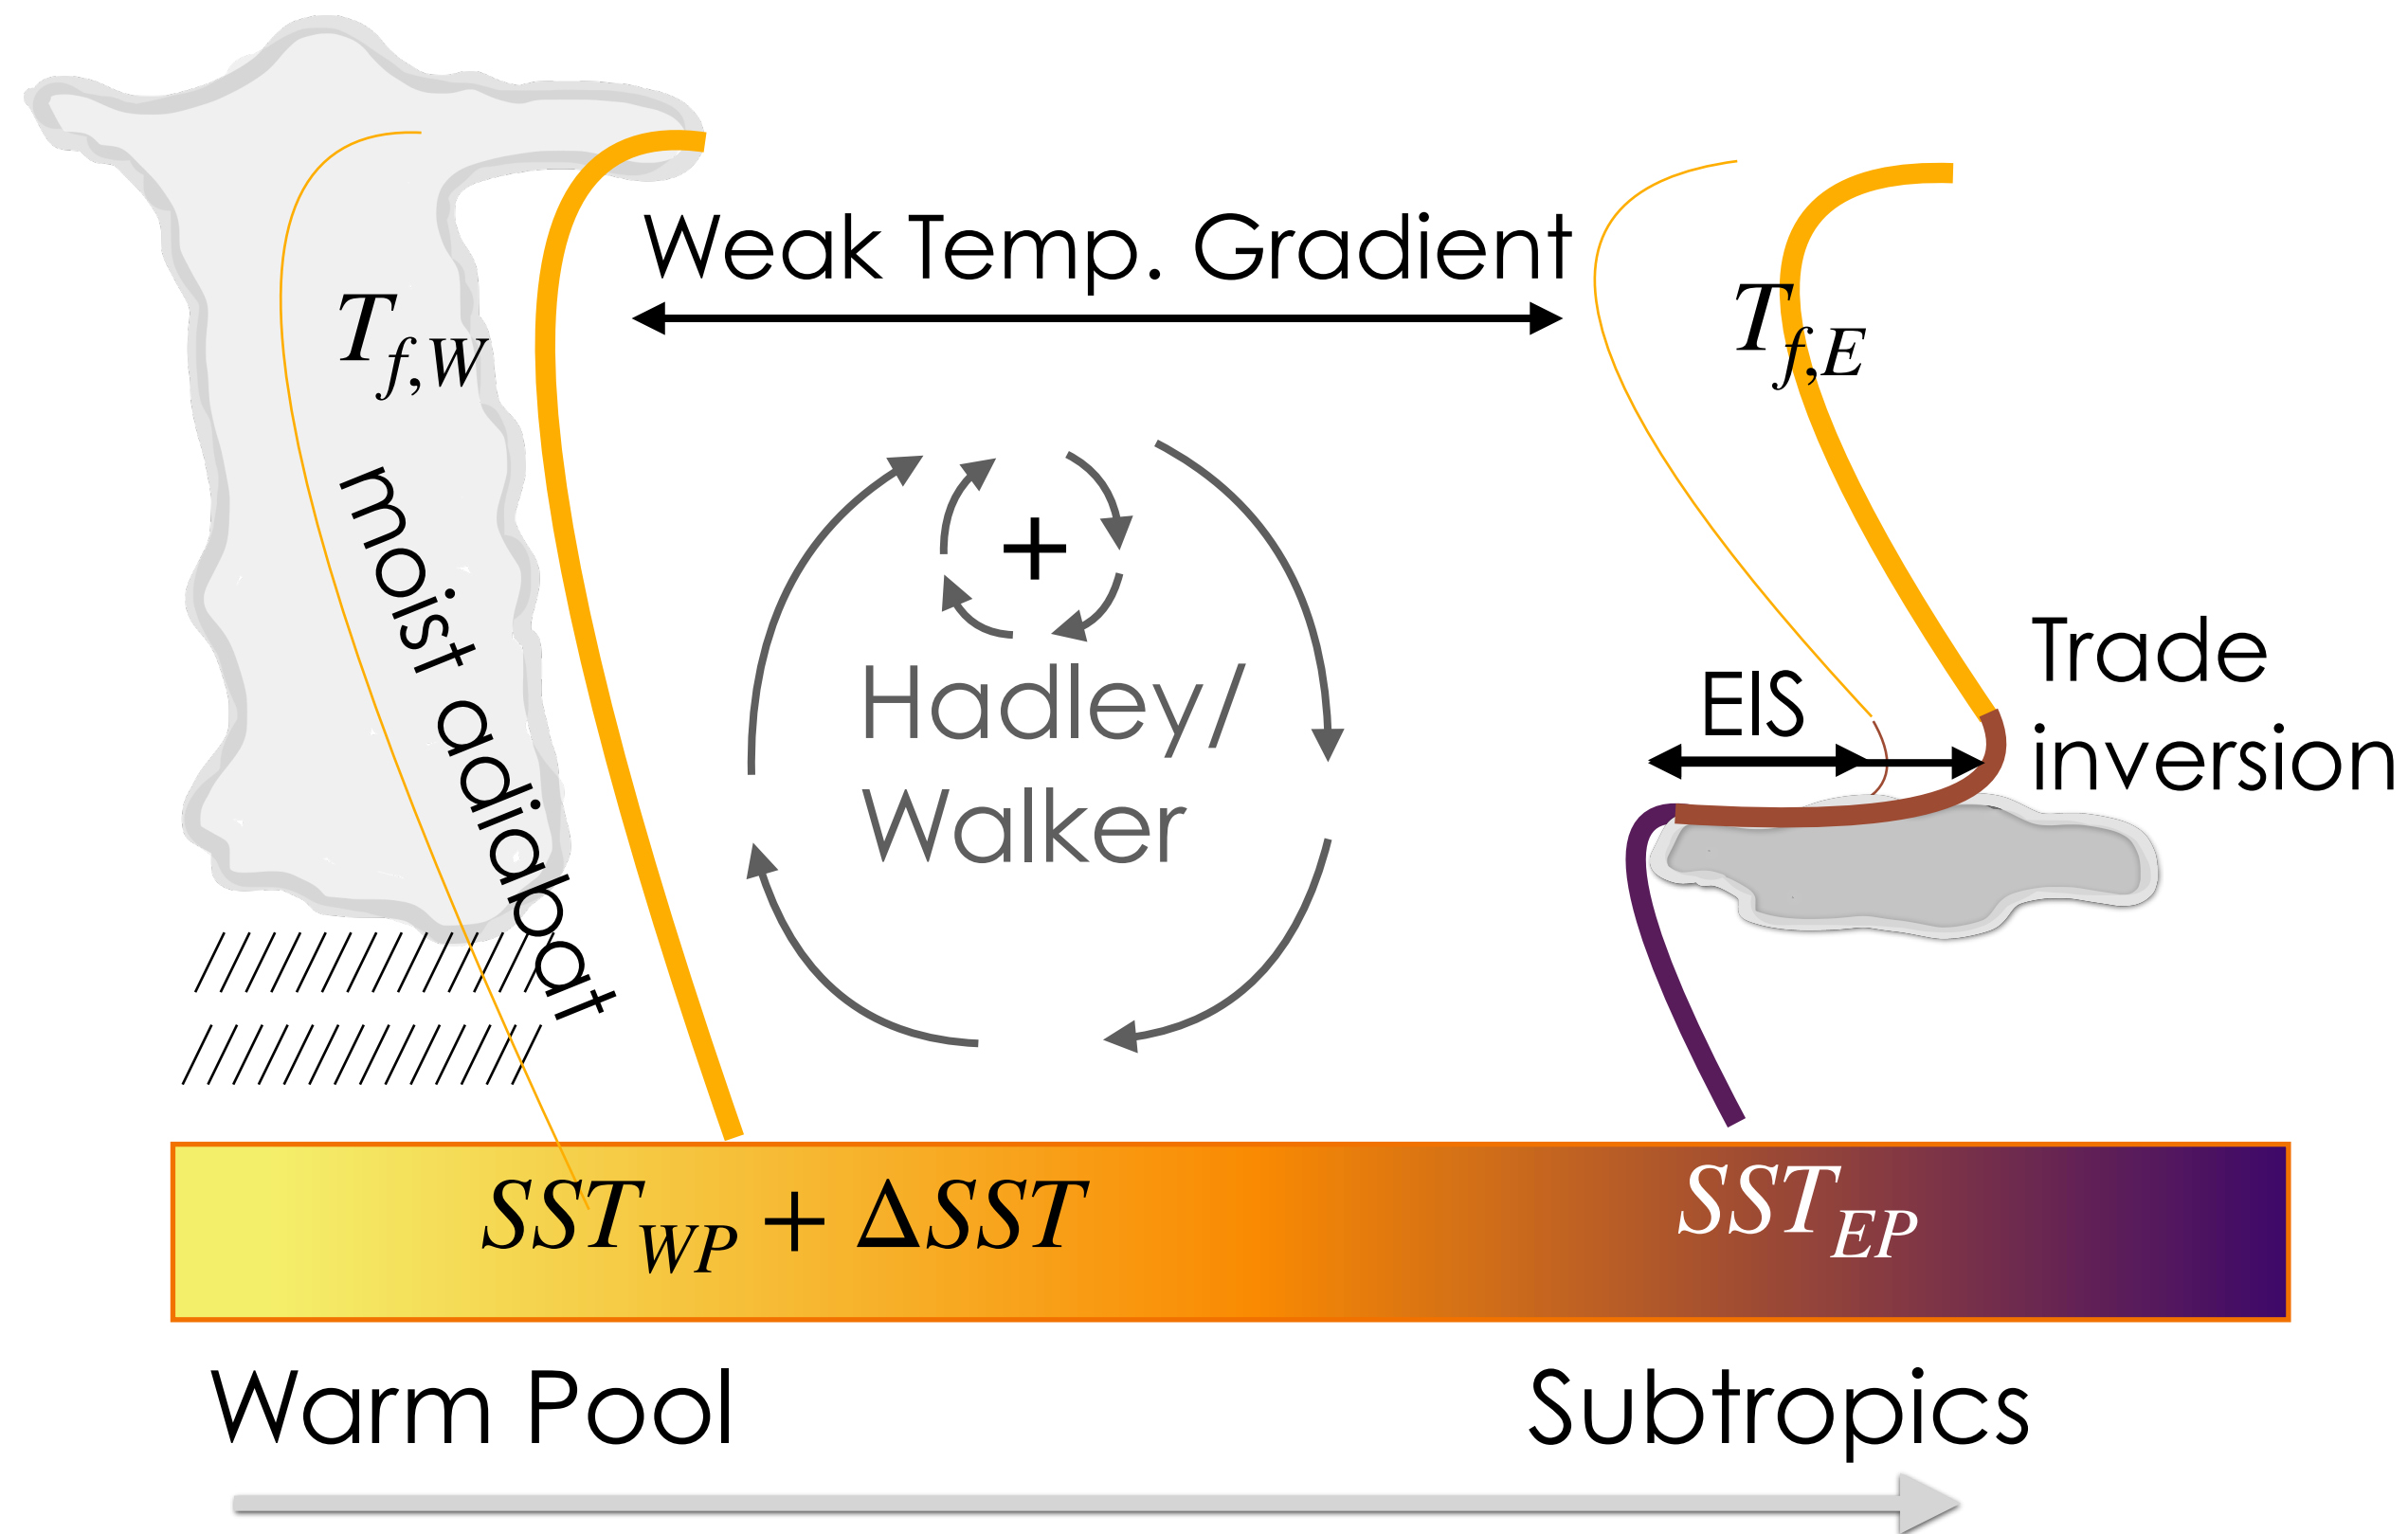 Weak Temp. Gradient
T_{f,W}
T_{f,E}
moist adiabat
+
Hadley/
Walker
EIS
Trade
inversion
SST_{WP} + ΔSST
SST_{EP}
Warm Pool
Subtropics